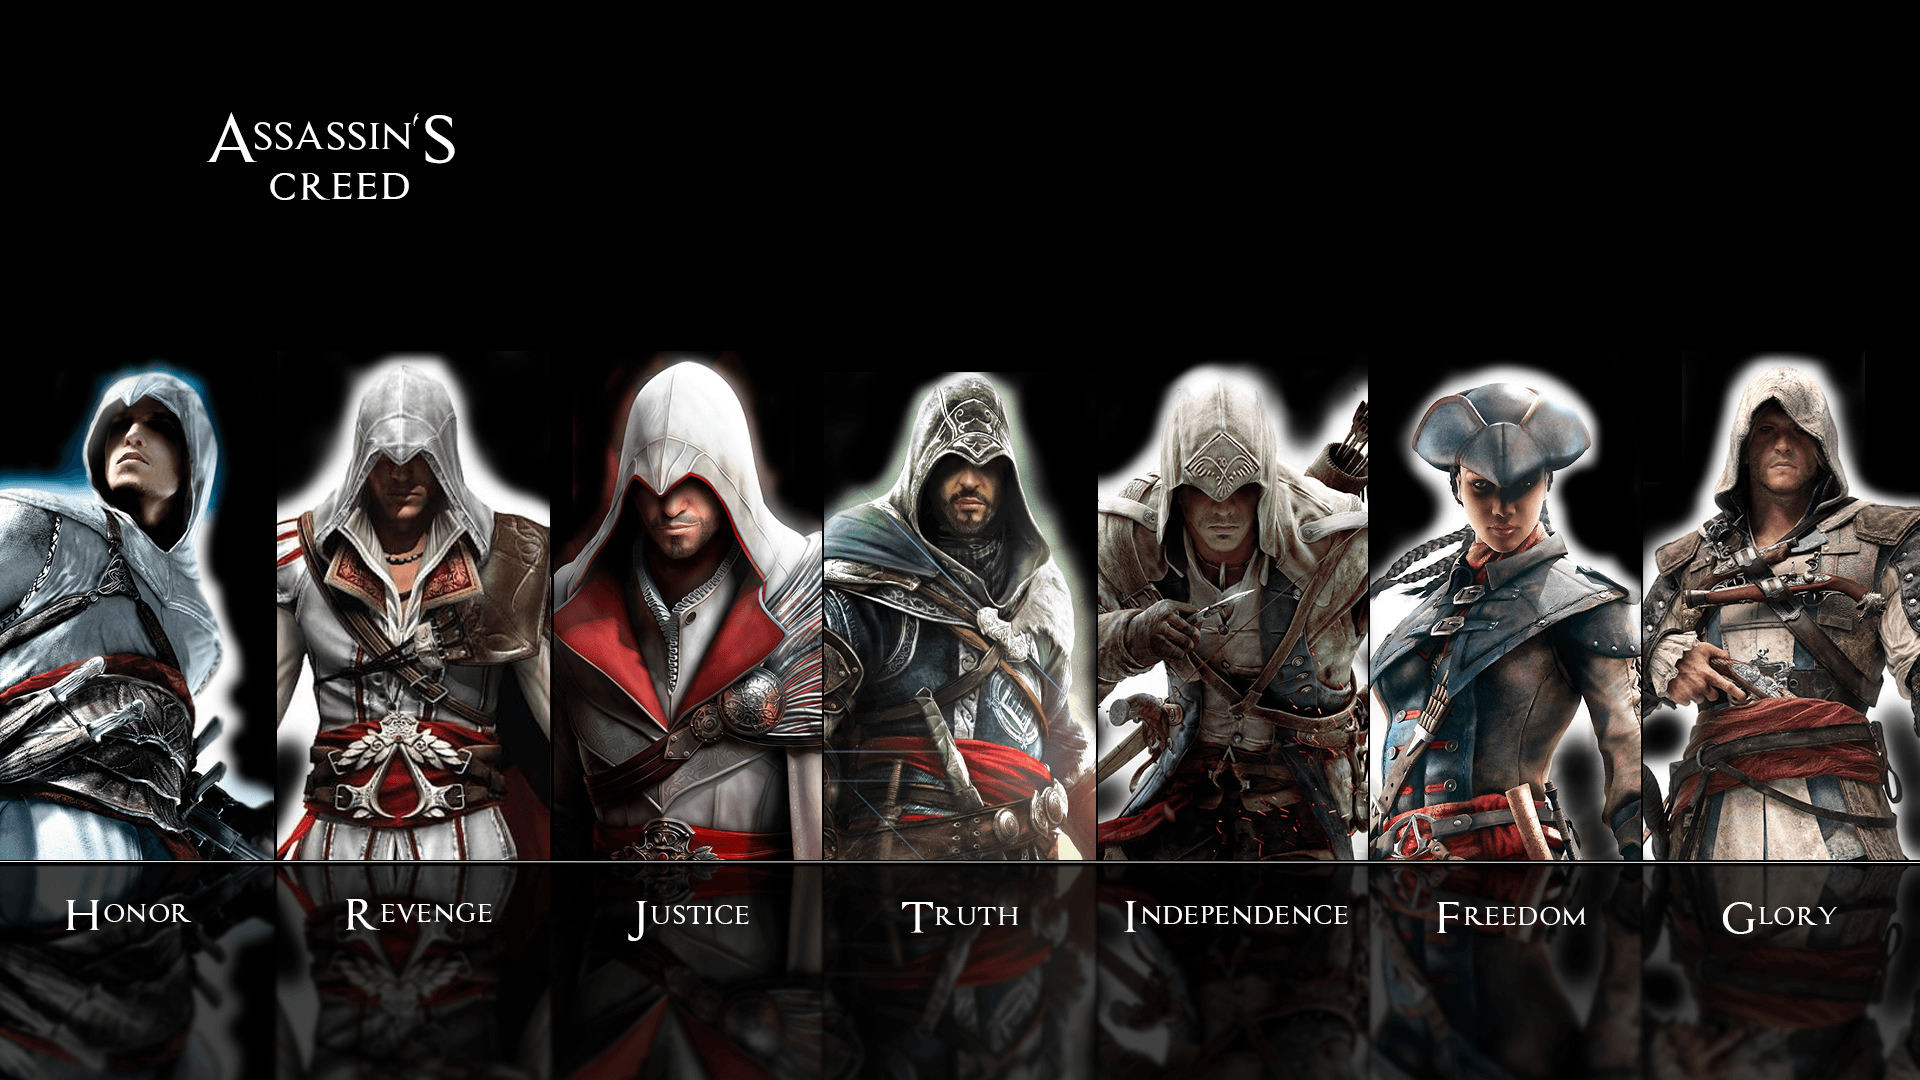 Assassin's
Creed
Honor
Revenge
Justice
Truth
Independence
Freedom
Glory